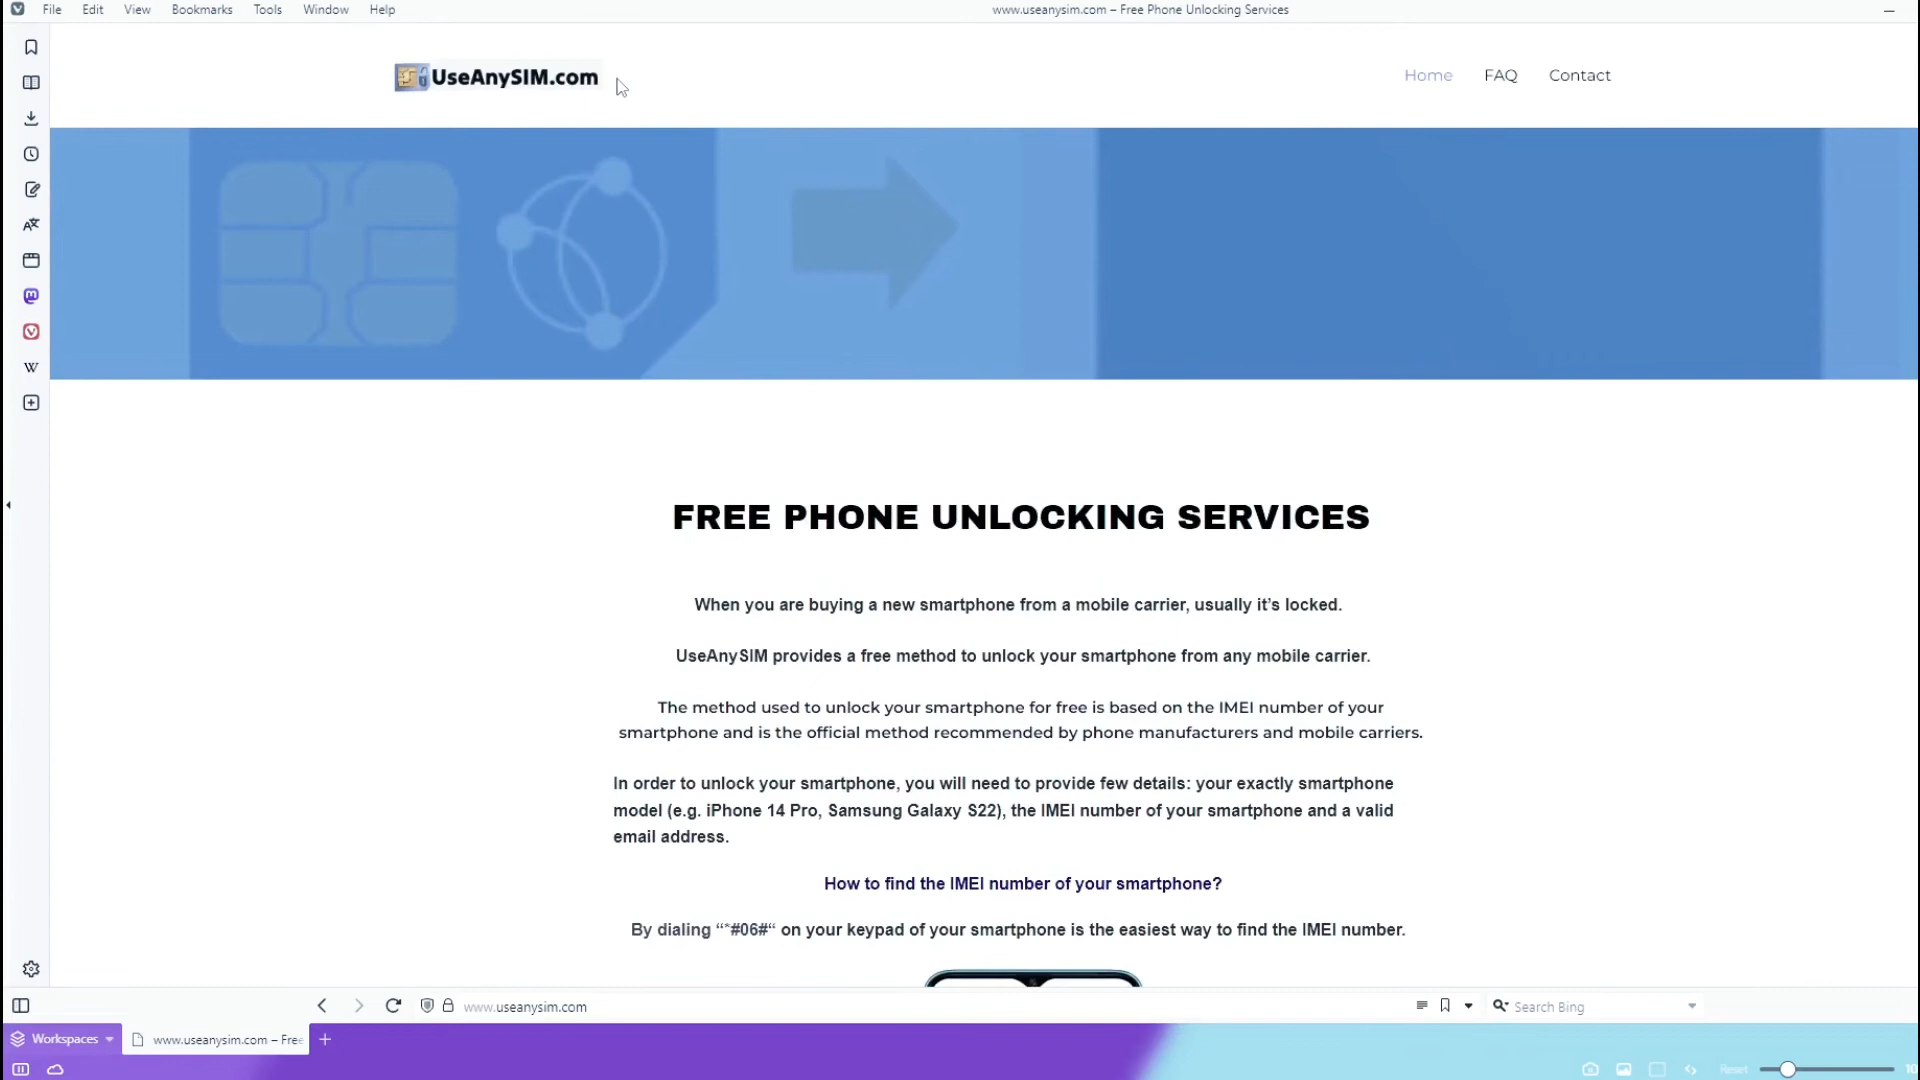 File Edit View Bookmarks Tools Window Help
www.useanysim.com – Free Phone Unlocking Services
UseAnySIM.com
Home FAQ Contact
FREE PHONE UNLOCKING SERVICES
When you are buying a new smartphone from a mobile carrier, usually it’s locked.
UseAnySIM provides a free method to unlock your smartphone from any mobile carrier.
The method used to unlock your smartphone for free is based on the IMEI number of your
smartphone and is the official method recommended by phone manufacturers and mobile carriers.
In order to unlock your smartphone, you will need to provide few details: your exactly smartphone
model (e.g. iPhone 14 Pro, Samsung Galaxy S22), the IMEI number of your smartphone and a valid
email address.
How to find the IMEI number of your smartphone?
By dialing “*#06#“ on your keypad of your smartphone is the easiest way to find the IMEI number.
www.useanysim.com
Search Bing
Workspaces
www.useanysim.com – Free
Reset
10